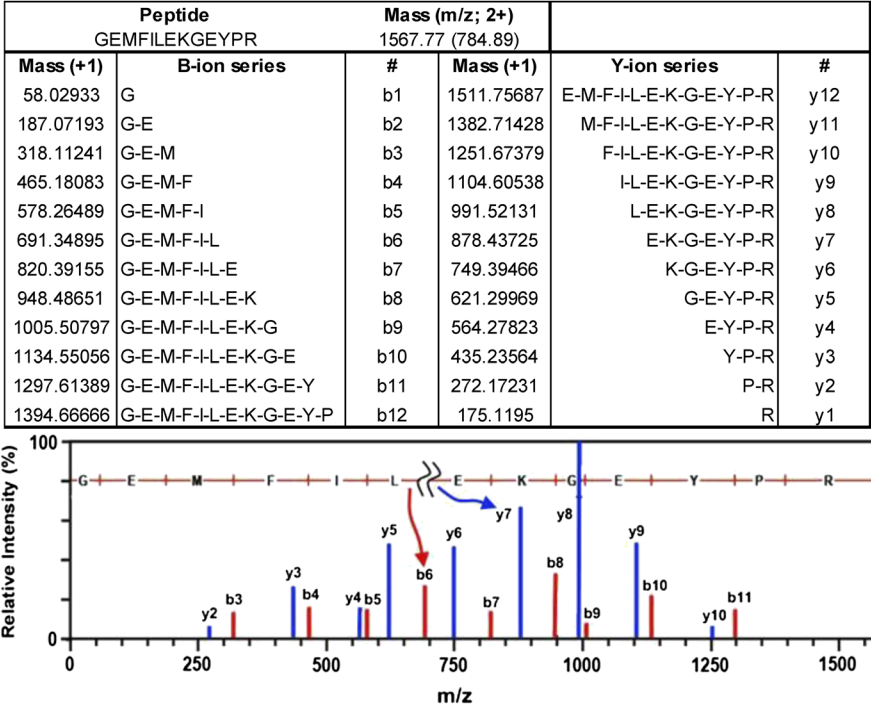 Peptide Mass (m/z; 2+)
GEMFILEKGEYPR 1567.77 (784.89)
Mass (+1) B-ion series # Mass (+1) Y-ion series #
58.02933 G b1 1511.75687 E-M-F-I-L-E-K-G-E-Y-P-R y12
187.07193 G-E b2 1382.71428 M-F-I-L-E-K-G-E-Y-P-R y11
318.11241 G-E-M b3 1251.67379 F-I-L-E-K-G-E-Y-P-R y10
465.18083 G-E-M-F b4 1104.60538 I-L-E-K-G-E-Y-P-R y9
578.26489 G-E-M-F-I b5 991.52131 L-E-K-G-E-Y-P-R y8
691.34895 G-E-M-F-I-L b6 878.43725 E-K-G-E-Y-P-R y7
820.39155 G-E-M-F-I-L-E b7 749.39466 K-G-E-Y-P-R y6
948.48651 G-E-M-F-I-L-E-K b8 621.29969 G-E-Y-P-R y5
1005.50797 G-E-M-F-I-L-E-K-G b9 564.27823 E-Y-P-R y4
1134.55056 G-E-M-F-I-L-E-K-G-E b10 435.23564 Y-P-R y3
1297.61389 G-E-M-F-I-L-E-K-G-E-Y b11 272.17231 P-R y2
1394.66666 G-E-M-F-I-L-E-K-G-E-Y-P b12 175.1195 R y1
100
G E M F I L E K G E Y P R
y7 y8
y5 y6 y9
b6
b8
y3
b10
b4 y4 b5 b7 b11
b3
y2 b9 y10
0
0 250 500 750 1000 1250 1500
m/z
Relative Intensity (%)